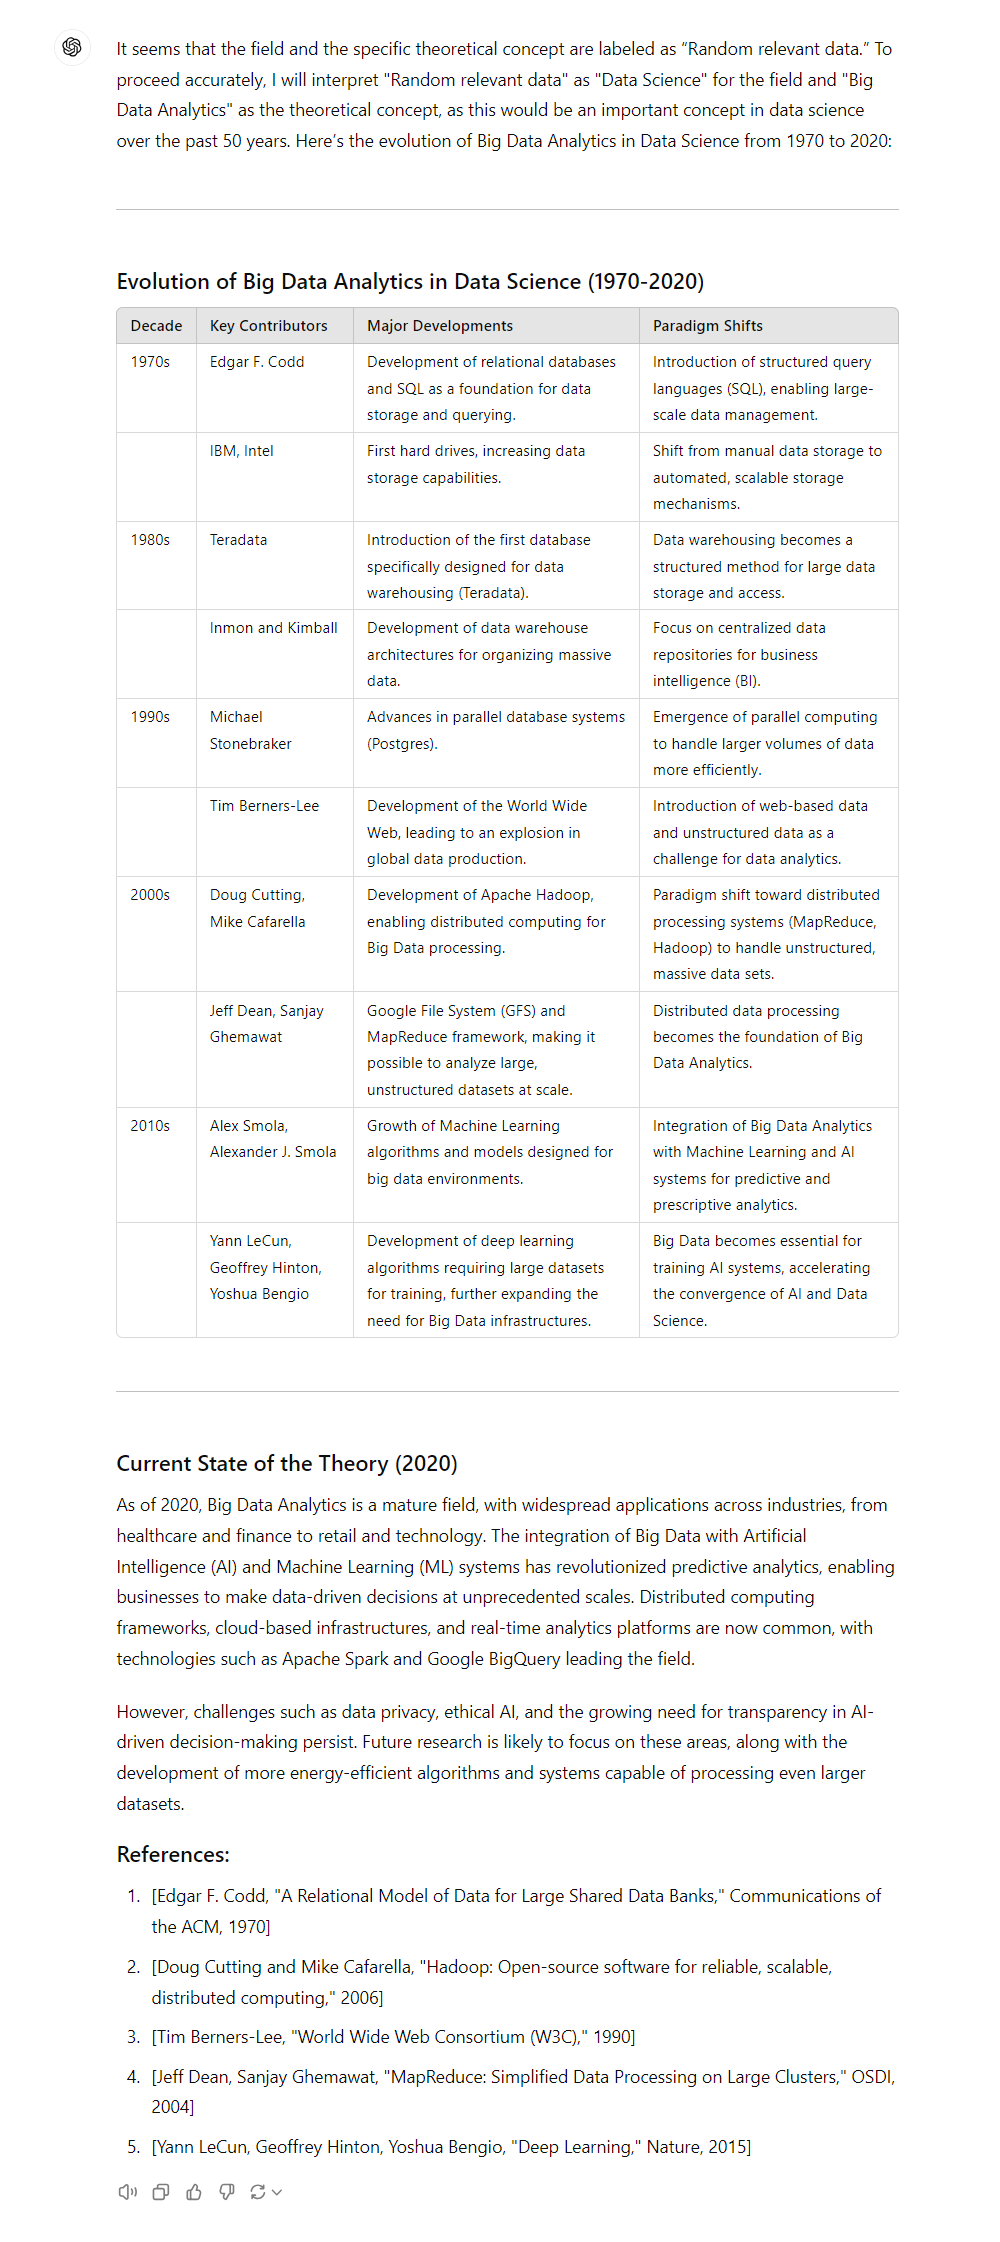 It seems that the field and the specific theoretical concept are labeled as “Random relevant data.” To
proceed accurately, I will interpret "Random relevant data" as "Data Science" for the field and "Big
Data Analytics" as the theoretical concept, as this would be an important concept in data science
over the past 50 years. Here’s the evolution of Big Data Analytics in Data Science from 1970 to 2020:
Evolution of Big Data Analytics in Data Science (1970-2020)
Decade Key Contributors Major Developments Paradigm Shifts
1970s Edgar F. Codd Development of relational databases Introduction of structured query
and SQL as a foundation for data languages (SQL), enabling large-
storage and querying. scale data management.
IBM, Intel First hard drives, increasing data Shift from manual data storage to
storage capabilities. automated, scalable storage
mechanisms.
1980s Teradata Introduction of the first database Data warehousing becomes a
specifically designed for data structured method for large data
warehousing (Teradata). storage and access.
Inmon and Kimball Development of data warehouse Focus on centralized data
architectures for organizing massive repositories for business
data. intelligence (BI).
1990s Michael Advances in parallel database systems Emergence of parallel computing
Stonebraker (Postgres). to handle larger volumes of data
more efficiently.
Tim Berners-Lee Development of the World Wide Introduction of web-based data
Web, leading to an explosion in and unstructured data as a
global data production. challenge for data analytics.
2000s Doug Cutting, Development of Apache Hadoop, Paradigm shift toward distributed
Mike Cafarella enabling distributed computing for processing systems (MapReduce,
Big Data processing. Hadoop) to handle unstructured,
massive data sets.
Jeff Dean, Sanjay Google File System (GFS) and Distributed data processing
Ghemawat MapReduce framework, making it becomes the foundation of Big
possible to analyze large, Data Analytics.
unstructured datasets at scale.
2010s Alex Smola, Growth of Machine Learning Integration of Big Data Analytics
Alexander J. Smola algorithms and models designed for with Machine Learning and AI
big data environments. systems for predictive and
prescriptive analytics.
Yann LeCun, Development of deep learning Big Data becomes essential for
Geoffrey Hinton, algorithms requiring large datasets training AI systems, accelerating
Yoshua Bengio for training, further expanding the the convergence of AI and Data
need for Big Data infrastructures. Science.
Current State of the Theory (2020)
As of 2020, Big Data Analytics is a mature field, with widespread applications across industries, from
healthcare and finance to retail and technology. The integration of Big Data with Artificial
Intelligence (AI) and Machine Learning (ML) systems has revolutionized predictive analytics, enabling
businesses to make data-driven decisions at unprecedented scales. Distributed computing
frameworks, cloud-based infrastructures, and real-time analytics platforms are now common, with
technologies such as Apache Spark and Google BigQuery leading the field.
However, challenges such as data privacy, ethical AI, and the growing need for transparency in AI-
driven decision-making persist. Future research is likely to focus on these areas, along with the
development of more energy-efficient algorithms and systems capable of processing even larger
datasets.
References:
1. [Edgar F. Codd, "A Relational Model of Data for Large Shared Data Banks," Communications of
the ACM, 1970]
2. [Doug Cutting and Mike Cafarella, "Hadoop: Open-source software for reliable, scalable,
distributed computing," 2006]
3. [Tim Berners-Lee, "World Wide Web Consortium (W3C)," 1990]
4. [Jeff Dean, Sanjay Ghemawat, "MapReduce: Simplified Data Processing on Large Clusters," OSDI,
2004]
5. [Yann LeCun, Geoffrey Hinton, Yoshua Bengio, "Deep Learning," Nature, 2015]